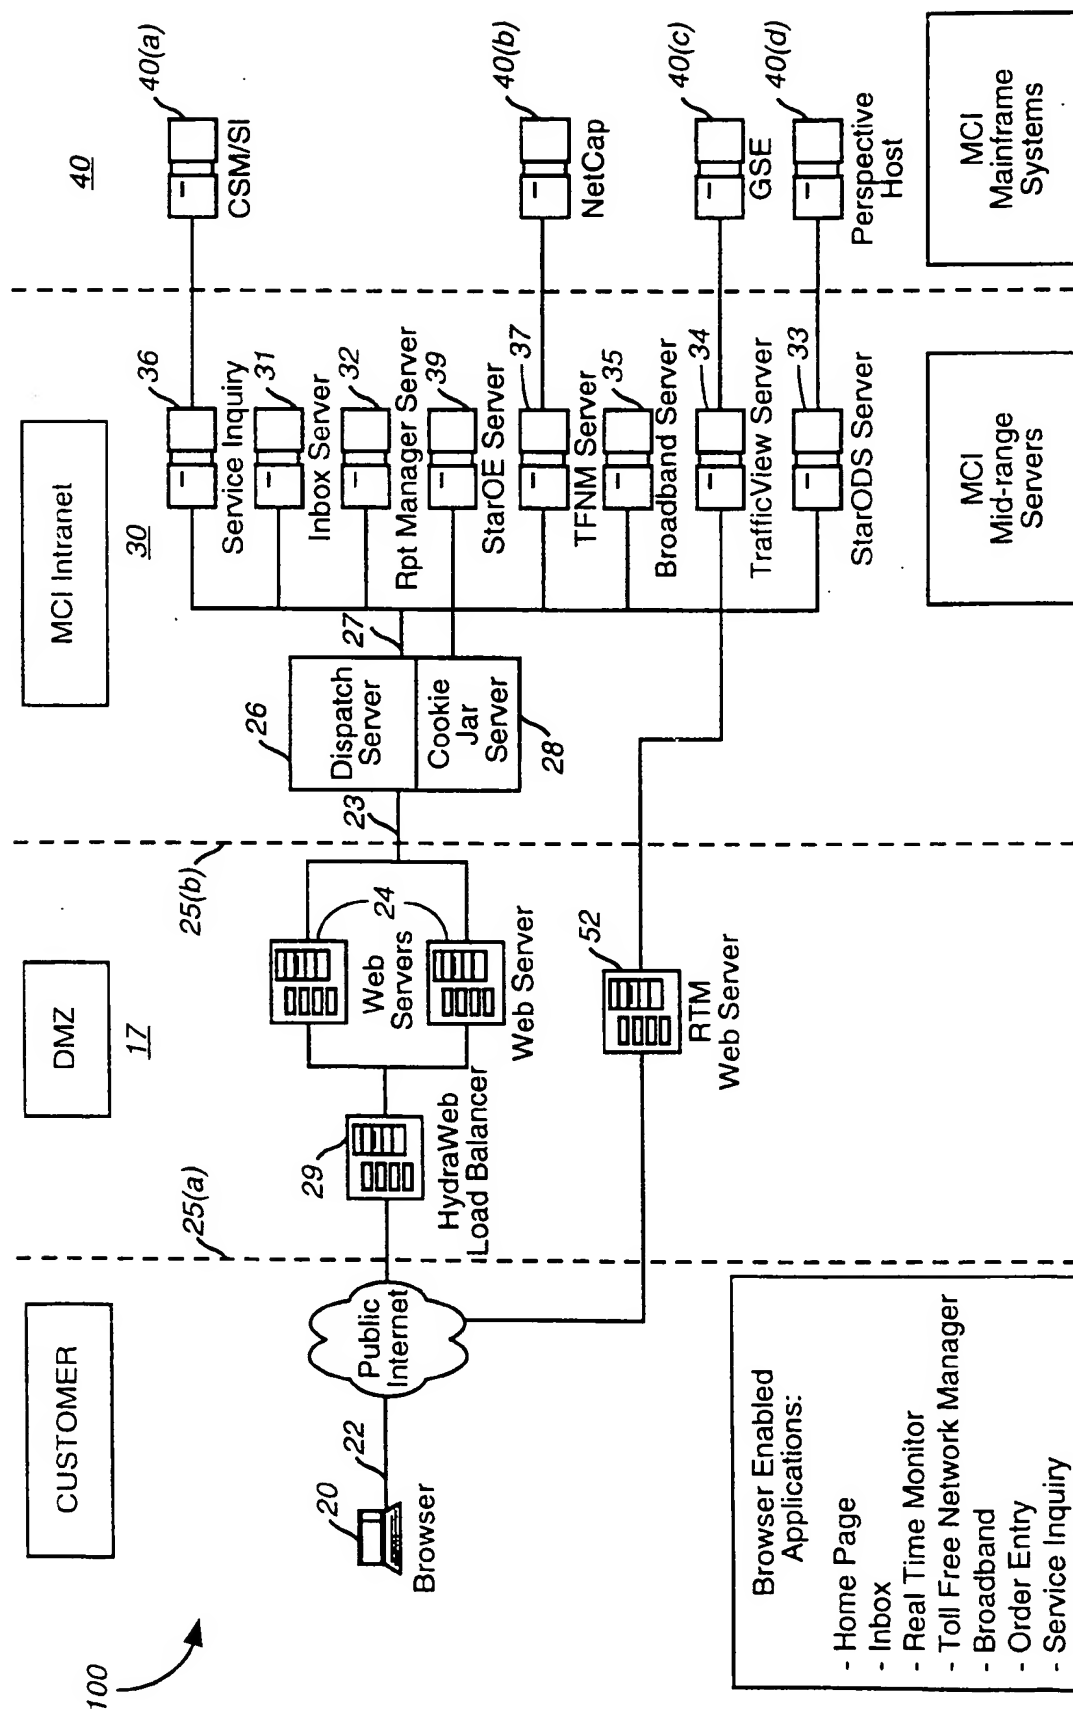 100
CUSTOMER
DMZ
17
MCI Intranet
30
40
25(a)
25(b)
20
Browser
22
Public
Internet
29
HydraWeb
Load Balancer
24
Web
Servers
Web Server
52
RTM
Web Server
23
26
Dispatch
Server
Cookie
Jar
Server
28
27
36
Service Inquiry
31
Inbox Server
32
Rpt Manager Server
39
StarOE Server
37
TFNM Server
35
Broadband Server
34
TrafficView Server
33
StarODS Server
40(a)
CSM/SI
40(b)
NetCap
40(c)
GSE
40(d)
Perspective
Host
Browser Enabled
Applications:
- Home Page
- Inbox
- Real Time Monitor
- Toll Free Network Manager
- Broadband
- Order Entry
- Service Inquiry
MCI
Mid-range
Servers
MCI
Mainframe
Systems